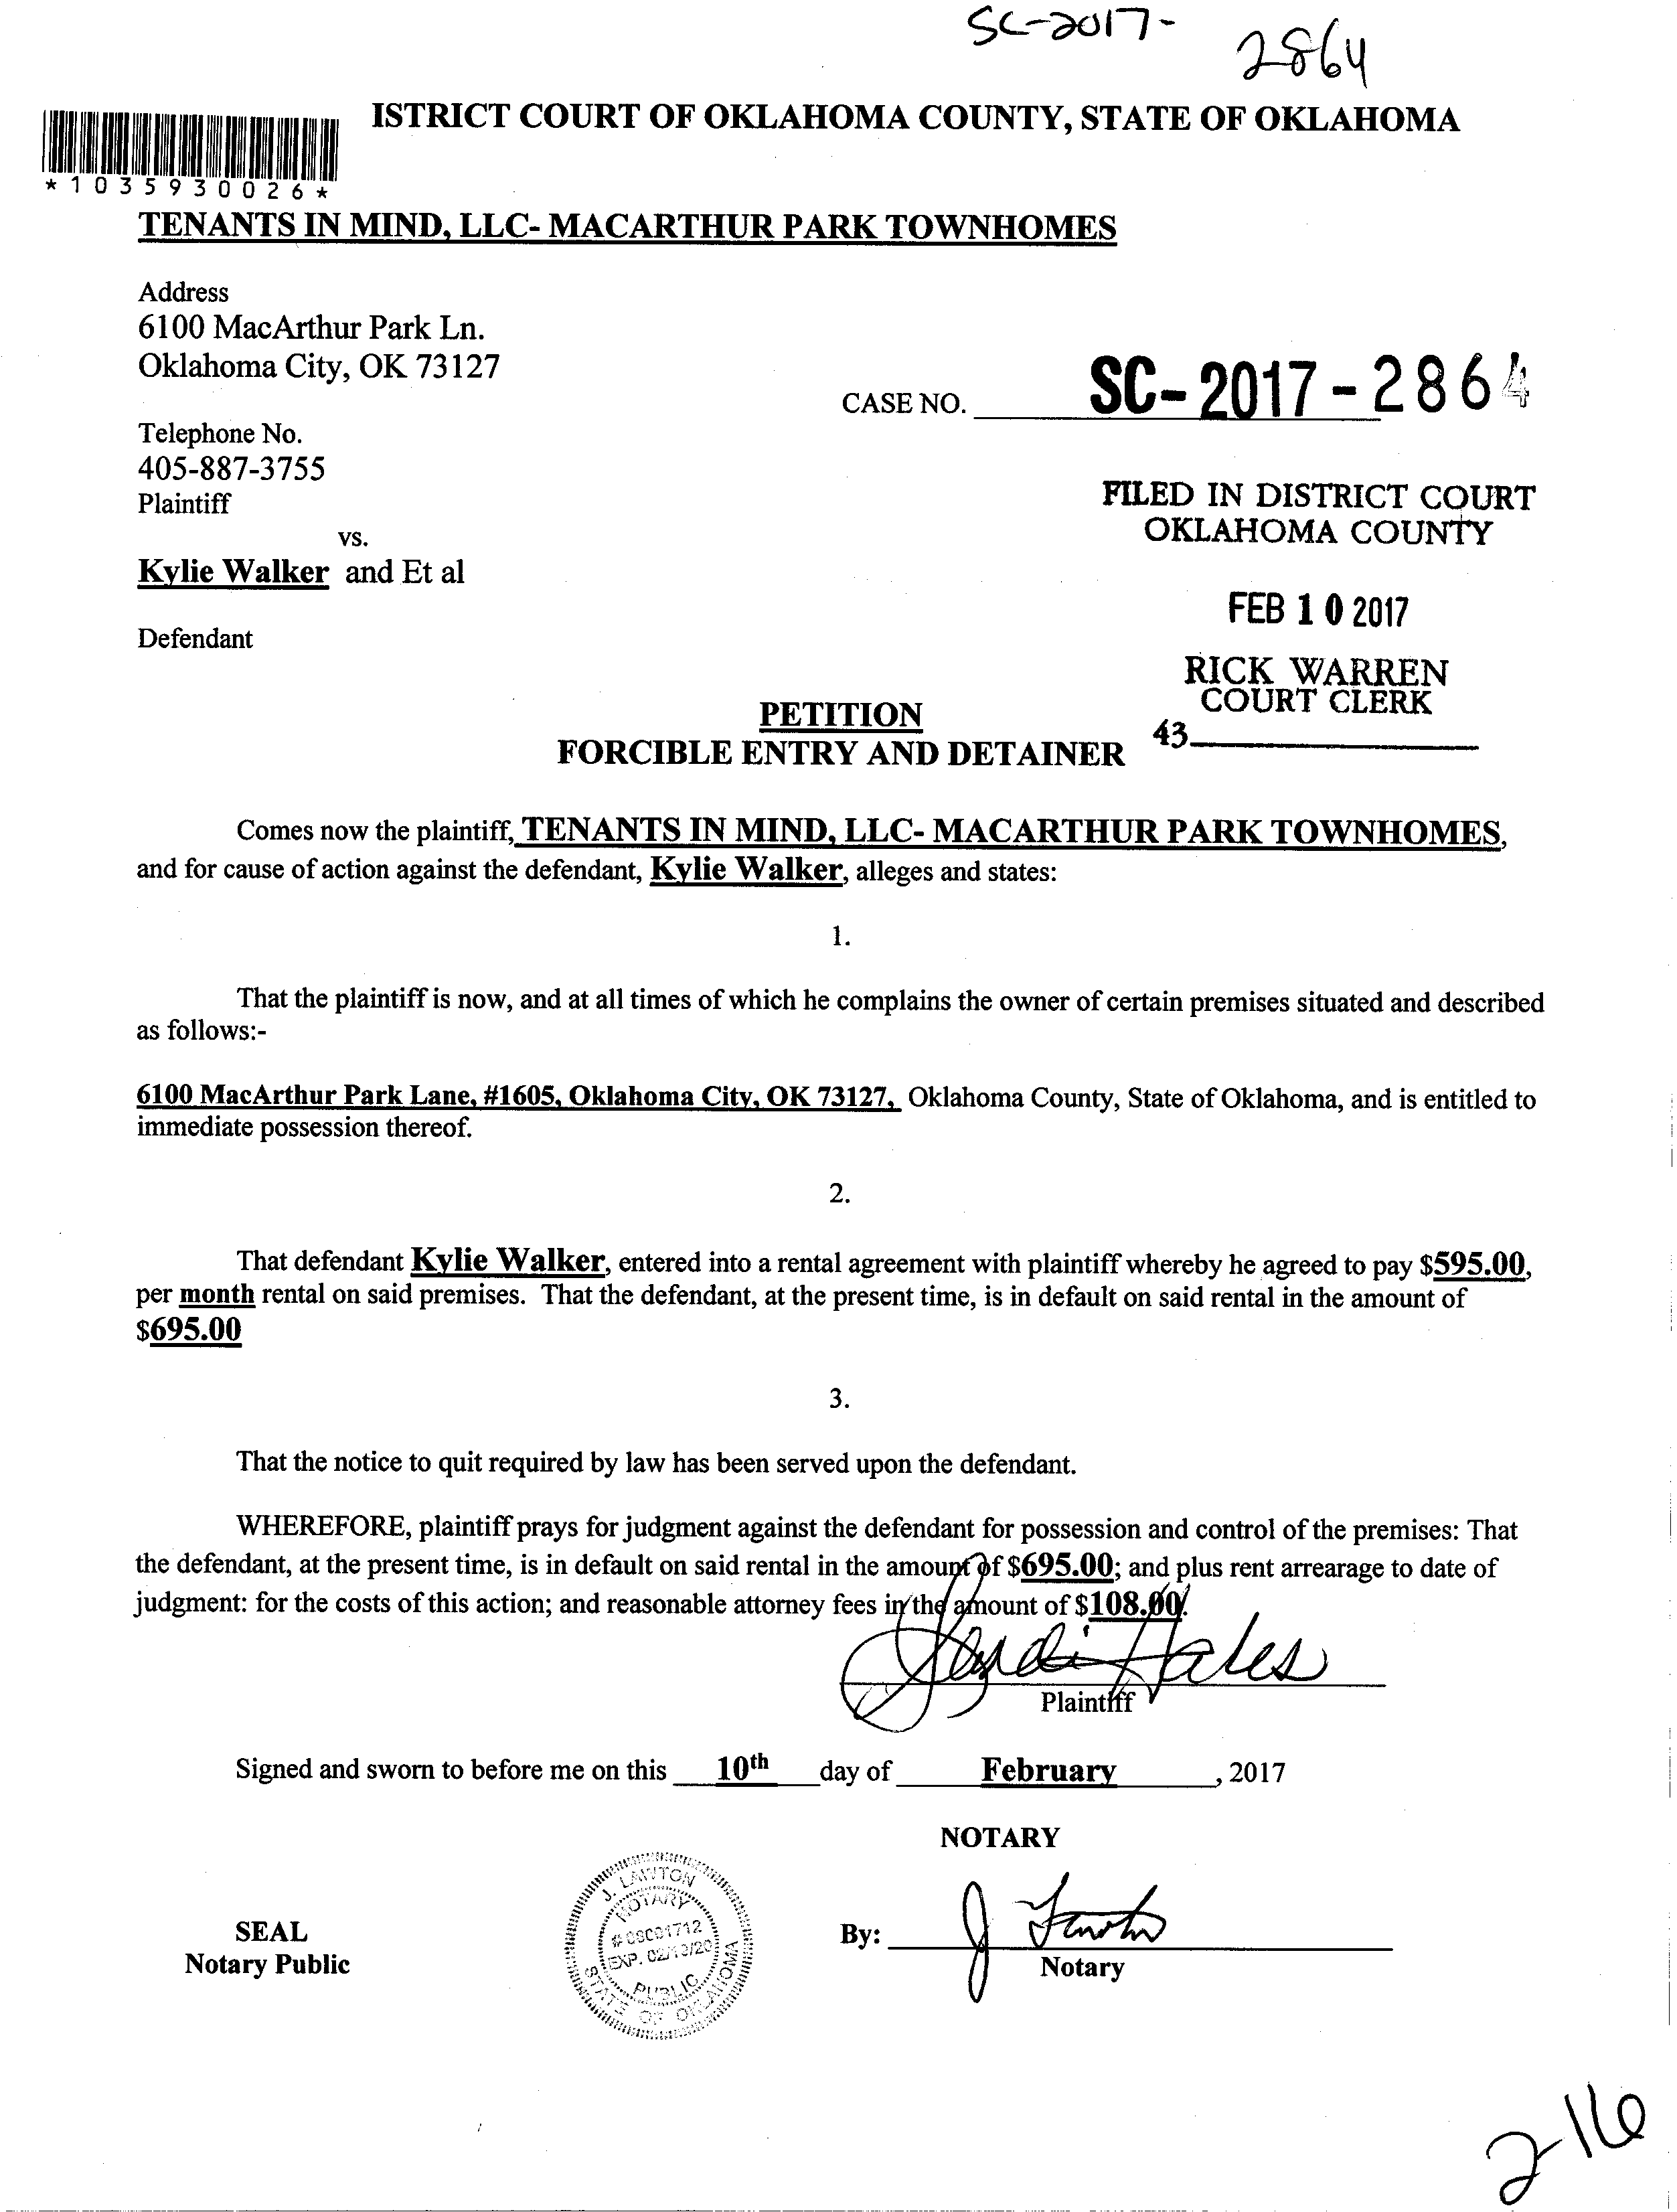 SC-2017-
2864
ISTRICT COURT OF OKLAHOMA COUNTY, STATE OF OKLAHOMA
*1035930026*
TENANTS IN MIND, LLC- MACARTHUR PARK TOWNHOMES
Address
6100 MacArthur Park Ln.
Oklahoma City, OK 73127
CASE NO. SC-2017-2864
Telephone No.
405-887-3755
Plaintiff
FILED IN DISTRICT COURT
OKLAHOMA COUNTY
vs.
Kylie Walker and Et al
FEB 10 2017
Defendant
RICK WARREN
COURT CLERK
43
PETITION
FORCIBLE ENTRY AND DETAINER
Comes now the plaintiff, TENANTS IN MIND, LLC- MACARTHUR PARK TOWNHOMES,
and for cause of action against the defendant, Kylie Walker, alleges and states:
1.
That the plaintiff is now, and at all times of which he complains the owner of certain premises situated and described
as follows:-
6100 MacArthur Park Lane, #1605, Oklahoma City, OK 73127, Oklahoma County, State of Oklahoma, and is entitled to
immediate possession thereof.
2.
That defendant Kylie Walker, entered into a rental agreement with plaintiff whereby he agreed to pay $595.00,
per month rental on said premises. That the defendant, at the present time, is in default on said rental in the amount of
$695.00
3.
That the notice to quit required by law has been served upon the defendant.
WHEREFORE, plaintiff prays for judgment against the defendant for possession and control of the premises: That
the defendant, at the present time, is in default on said rental in the amount of $695.00; and plus rent arrearage to date of
judgment: for the costs of this action; and reasonable attorney fees in the amount of $108.00.
Plaintiff
Signed and sworn to before me on this 10th day of February, 2017
NOTARY
J. LAWTON
NOTARY
PUBLIC
STATE OF OKLAHOMA
SEAL
Notary Public
By: J Lawton
Notary
2-16